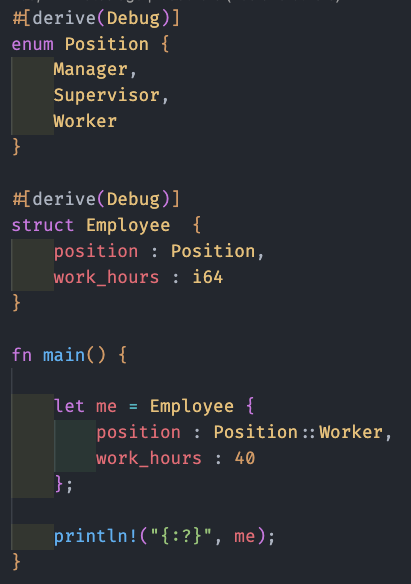 #[derive(Debug)]
enum Position {
    Manager,
    Supervisor,
    Worker
}

#[derive(Debug)]
struct Employee  {
    position : Position,
    work_hours : i64
}

fn main() {

    let me = Employee {
        position : Position::Worker,
        work_hours : 40
    };

    println!("{:?}", me);
}